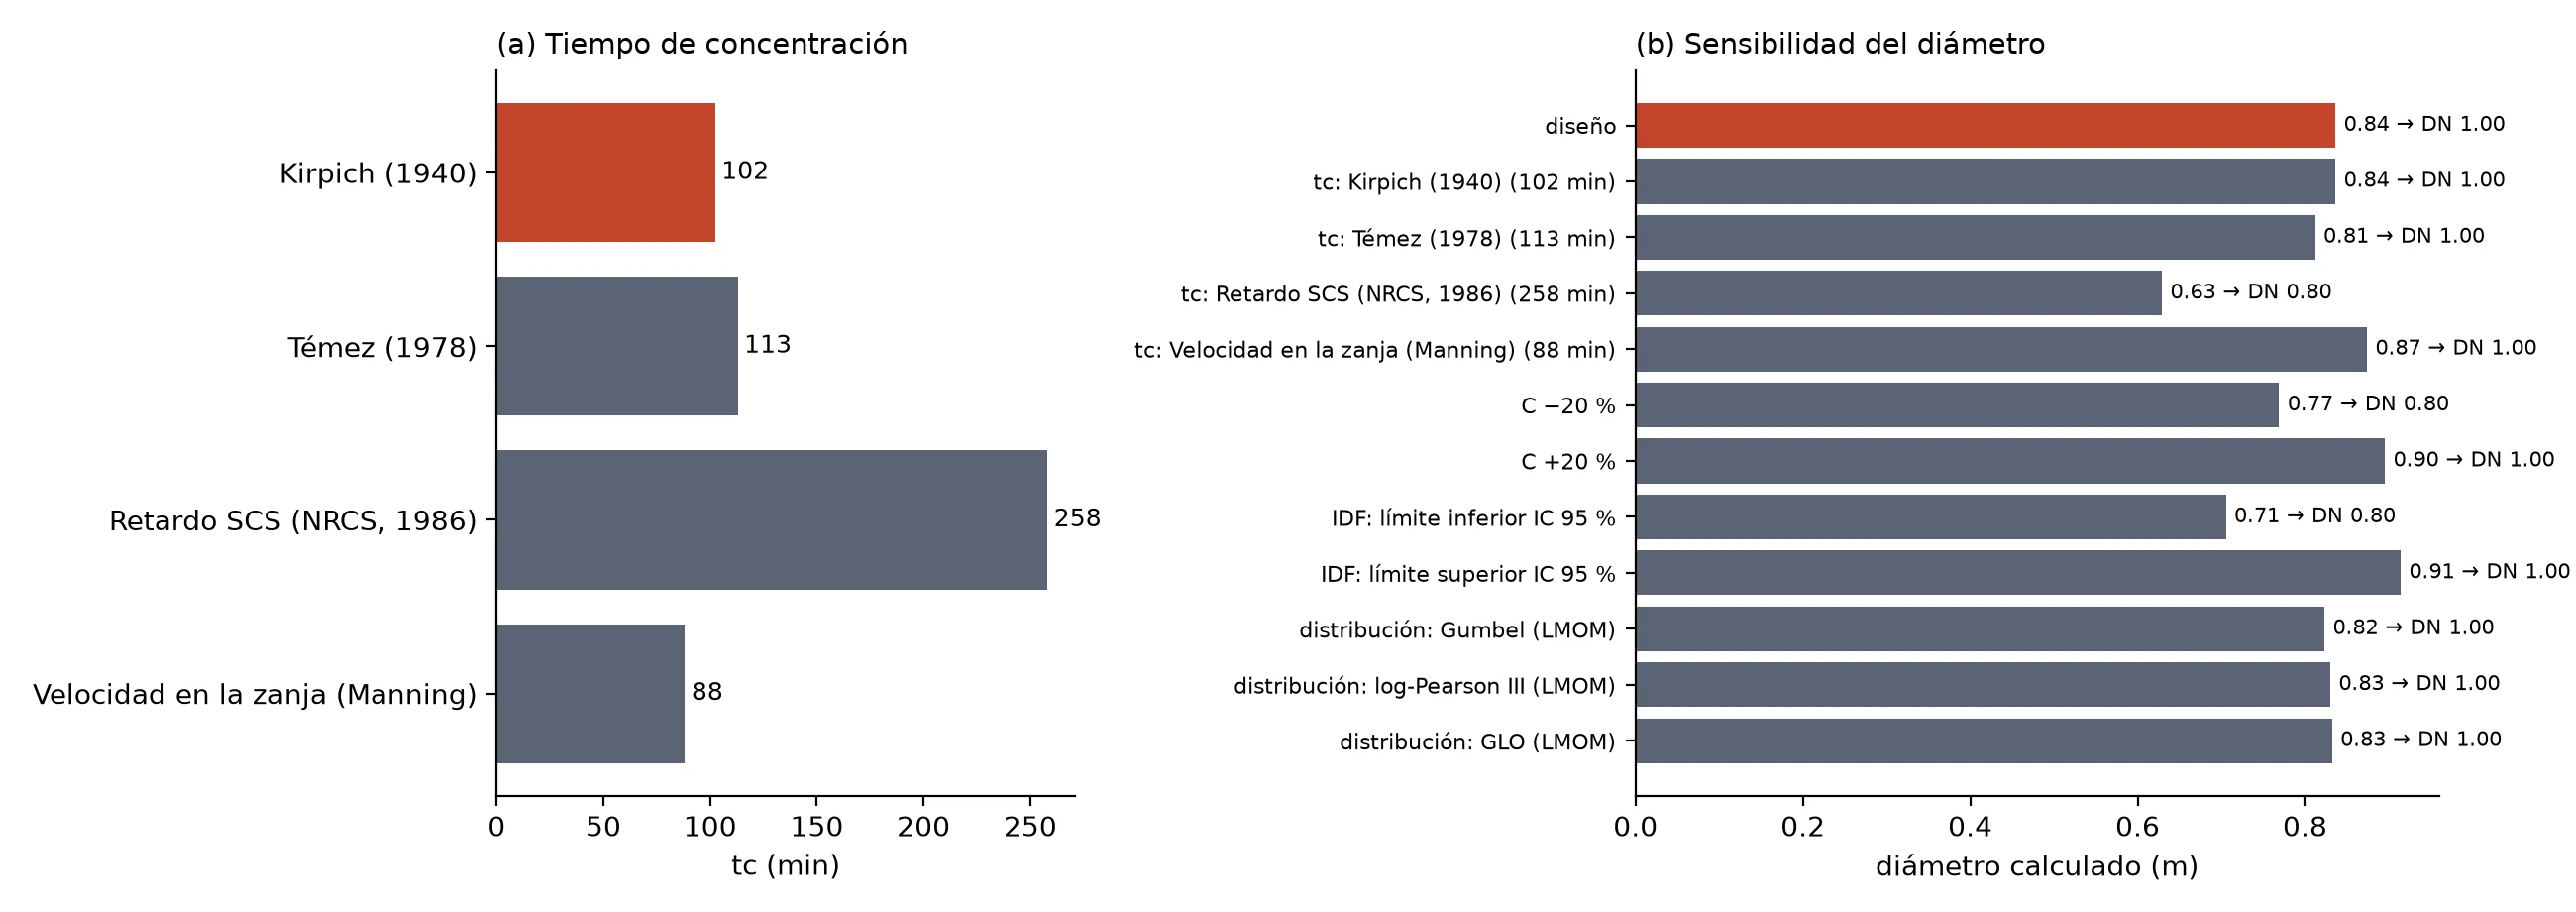 (a) Tiempo de concentración
Kirpich (1940)
102
Témez (1978)
113
Retardo SCS (NRCS, 1986)
258
Velocidad en la zanja (Manning)
88
0 50 100 150 200 250
tc (min)
(b) Sensibilidad del diámetro
diseño 0.84 → DN 1.00
tc: Kirpich (1940) (102 min) 0.84 → DN 1.00
tc: Témez (1978) (113 min) 0.81 → DN 1.00
tc: Retardo SCS (NRCS, 1986) (258 min) 0.63 → DN 0.80
tc: Velocidad en la zanja (Manning) (88 min) 0.87 → DN 1.00
C −20 % 0.77 → DN 0.80
C +20 % 0.90 → DN 1.00
IDF: límite inferior IC 95 % 0.71 → DN 0.80
IDF: límite superior IC 95 % 0.91 → DN 1.00
distribución: Gumbel (LMOM) 0.82 → DN 1.00
distribución: log-Pearson III (LMOM) 0.83 → DN 1.00
distribución: GLO (LMOM) 0.83 → DN 1.00
0.0 0.2 0.4 0.6 0.8
diámetro calculado (m)